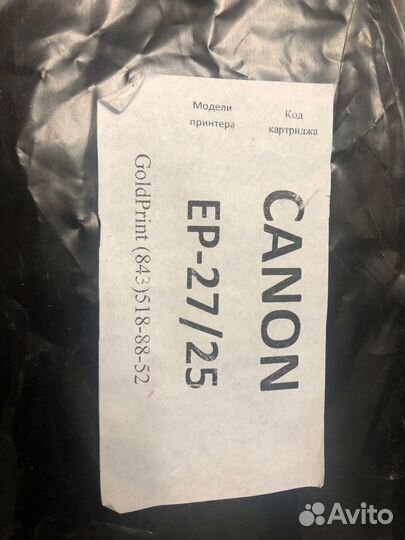 Код
картриджа
Модели
принтера
CANON
EP-27/25
GoldPrint (843)518-88-52
Avito